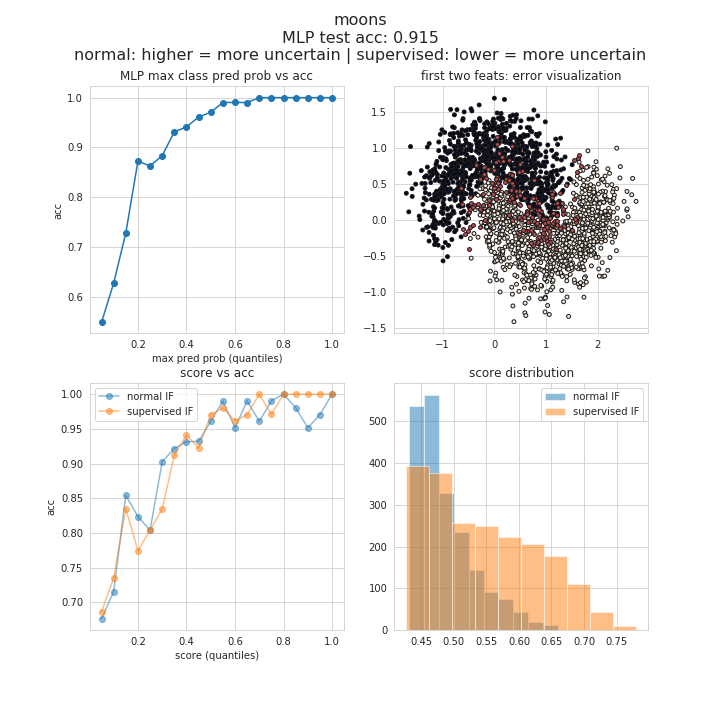 moons
MLP test acc: 0.915
normal: higher = more uncertain | supervised: lower = more uncertain
MLP max class pred prob vs acc
first two feats: error visualization
1.0
0.9
0.8
0.7
0.6
acc
0.2 0.4 0.6 0.8 1.0
max pred prob (quantiles)
1.5
1.0
0.5
0.0
−0.5
−1.0
−1.5
−1 0 1 2
score vs acc
score distribution
normal IF
supervised IF
1.00
0.95
0.90
0.85
0.80
0.75
0.70
acc
0.2 0.4 0.6 0.8 1.0
score (quantiles)
normal IF
supervised IF
500
400
300
200
100
0
0.45 0.50 0.55 0.60 0.65 0.70 0.75